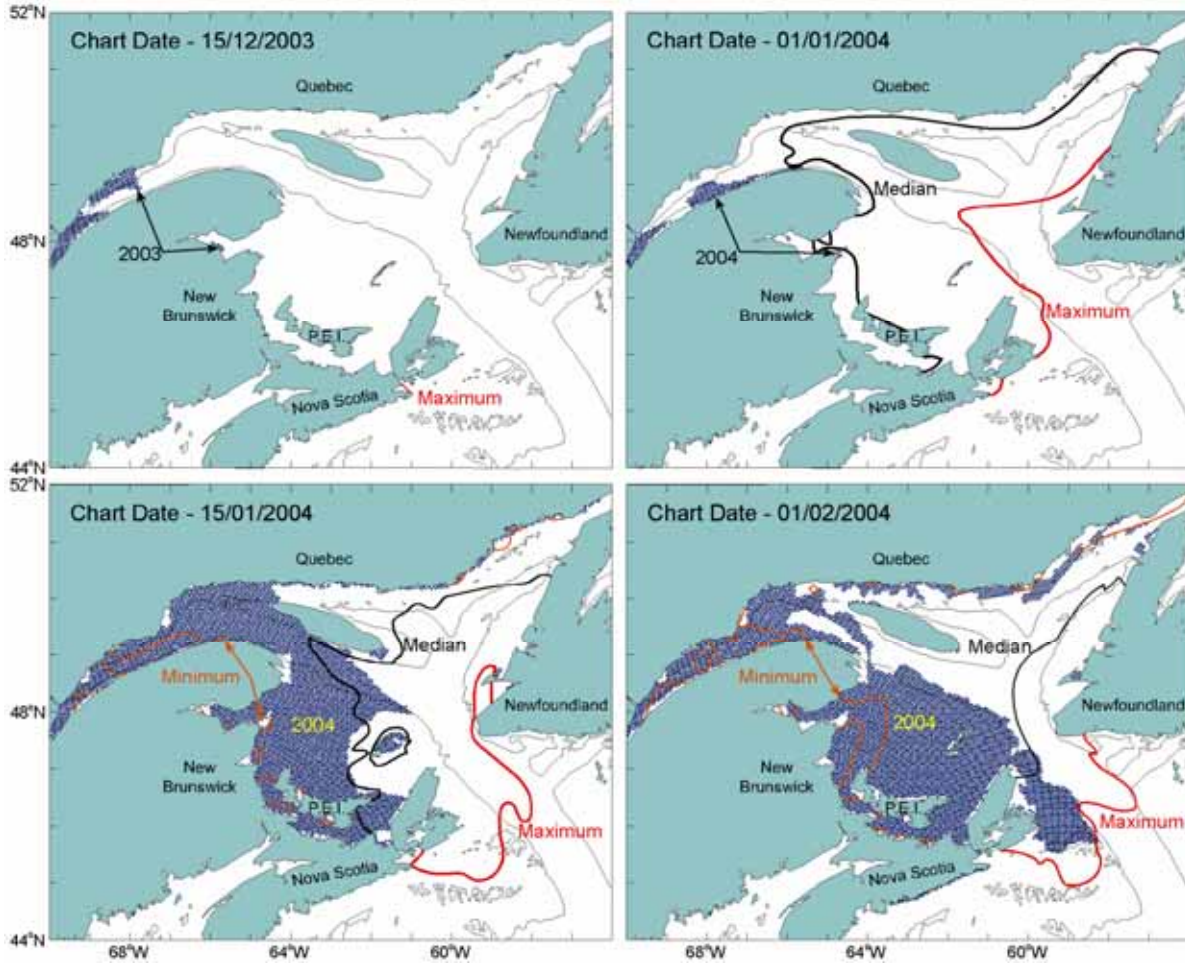 52°N
Chart Date - 15/12/2003
Chart Date - 01/01/2004
Quebec
Quebec
Median
48°N
2003
2004
Newfoundland
Newfoundland
New
Brunswick
New
Brunswick
Maximum
P.E.I.
P.E.I.
Nova Scotia
Maximum
Nova Scotia
44°N
52°N
Chart Date - 15/01/2004
Chart Date - 01/02/2004
Quebec
Quebec
Median
Median
Minimum
Minimum
48°N
2004
2004
Newfoundland
Newfoundland
New
Brunswick
New
Brunswick
P.E.I.
P.E.I.
Maximum
Maximum
Nova Scotia
Nova Scotia
44°N
68°W
64°W
60°W
68°W
64°W
60°W